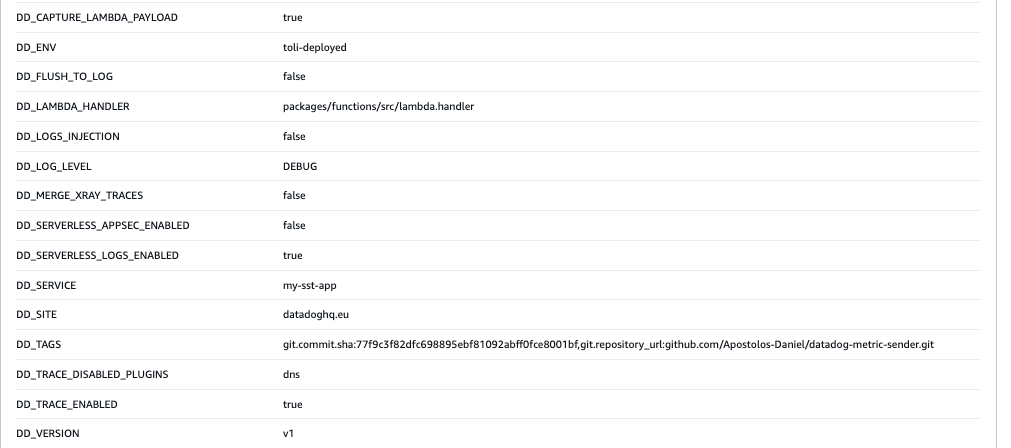 DD_CAPTURE_LAMBDA_PAYLOAD true
DD_ENV toli-deployed
DD_FLUSH_TO_LOG false
DD_LAMBDA_HANDLER packages/functions/src/lambda.handler
DD_LOGS_INJECTION false
DD_LOG_LEVEL DEBUG
DD_MERGE_XRAY_TRACES false
DD_SERVERLESS_APPSEC_ENABLED false
DD_SERVERLESS_LOGS_ENABLED true
DD_SERVICE my-sst-app
DD_SITE datadoghq.eu
DD_TAGS git.commit.sha:77f9c3f82dfc698895ebf81092abff0fce8001bf,git.repository_url:github.com/Apostolos-Daniel/datadog-metric-sender.git
DD_TRACE_DISABLED_PLUGINS dns
DD_TRACE_ENABLED true
DD_VERSION v1